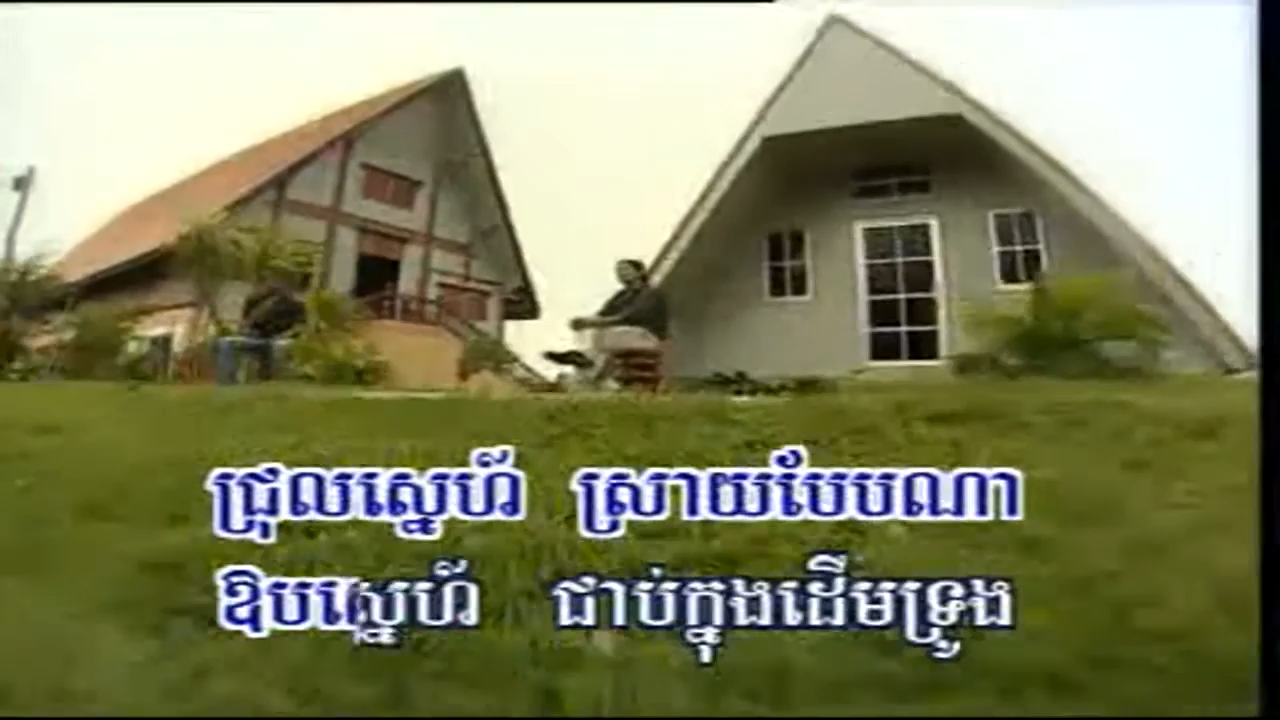 ជ្រុលស្នេហ៍ ស្រាយបែបណា
ឱបស្នេហ៍ ជាប់ក្នុងដើមទ្រូង